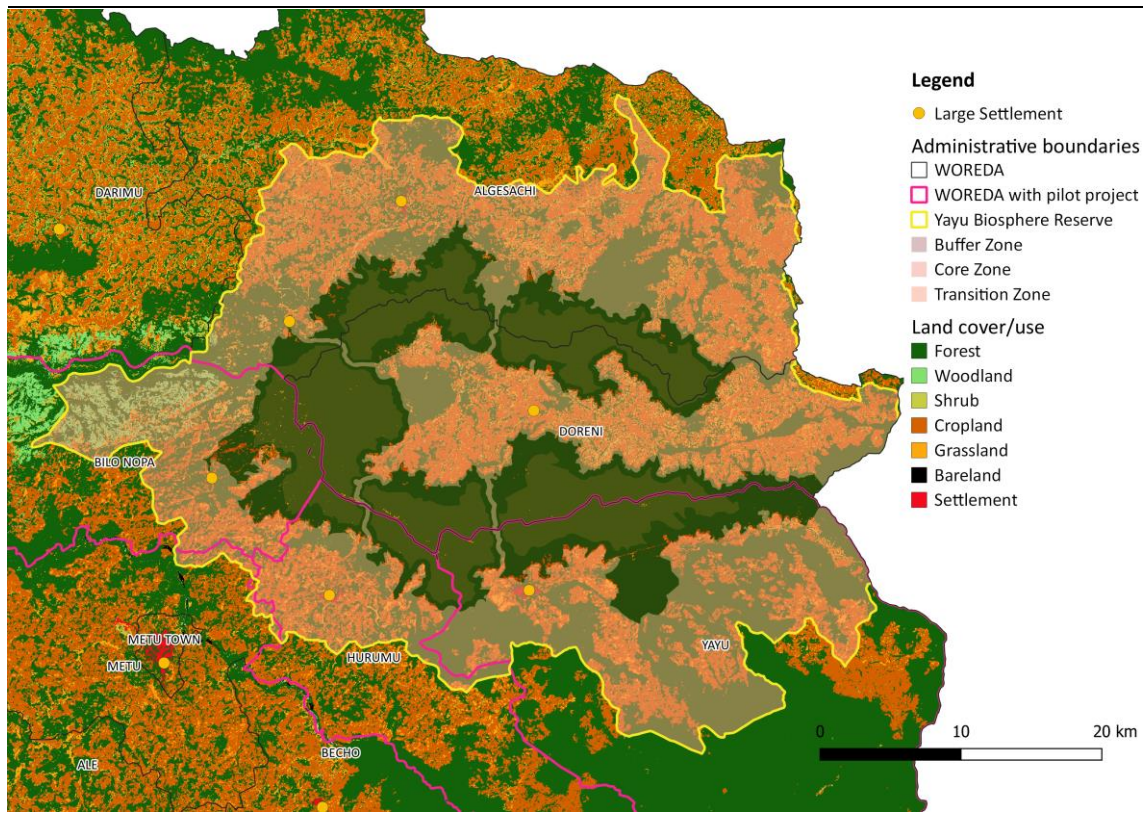 Legend
Large Settlement
Administrative boundaries
WOREDA
WOREDA with pilot project
Yayu Biosphere Reserve
Buffer Zone
Core Zone
Transition Zone
Land cover/use
Forest
Woodland
Shrub
Cropland
Grassland
Bareland
Settlement
DARIMU
ALGESACHI
DORENI
BILO NOPA
METU TOWN
METU
HURUMU
YAYU
BECHO
ALE
0 10 20 km